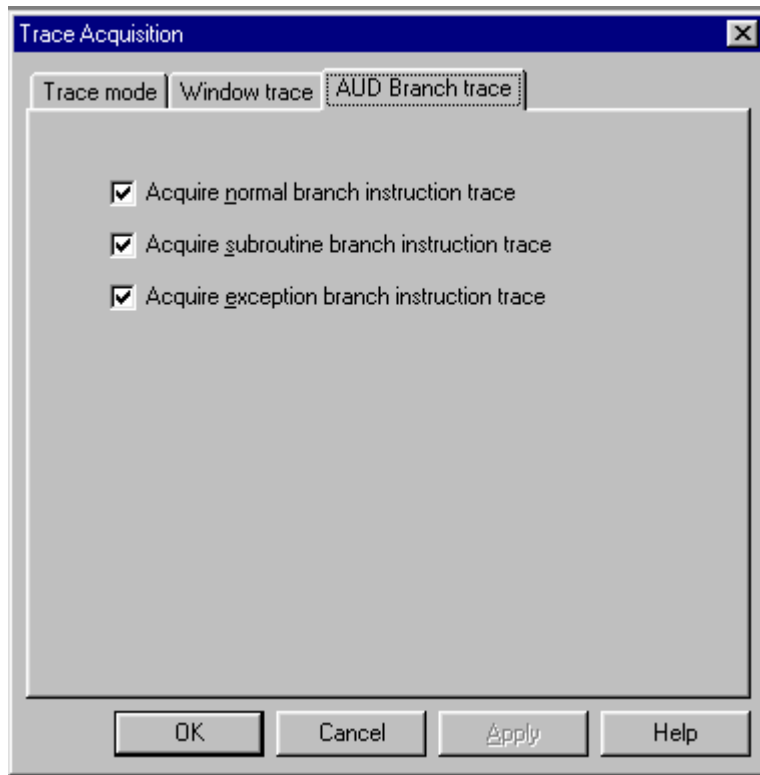 Trace Acquisition
Trace mode Window trace AUD Branch trace
Acquire normal branch instruction trace
Acquire subroutine branch instruction trace
Acquire exception branch instruction trace
OK Cancel Apply Help